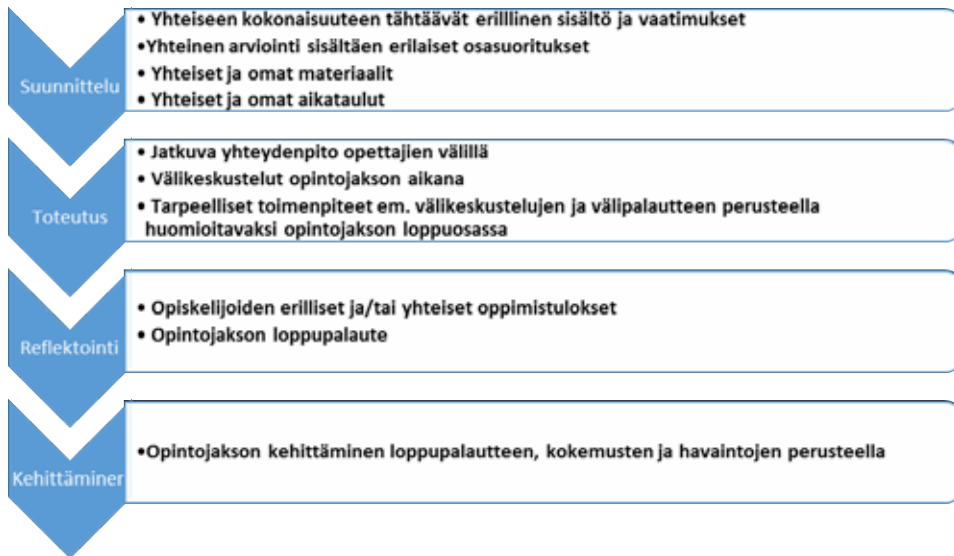 Suunnittelu
• Yhteiseen kokonaisuuteen tähtäävät erilllinen sisältö ja vaatimukset
•Yhteinen arviointi sisältäen erilaiset osasuoritukset
• Yhteiset ja omat materiaalit
• Yhteiset ja omat aikataulut
Toteutus
• Jatkuva yhteydenpito opettajien välillä
• Välikeskustelut opintojakson aikana
• Tarpeelliset toimenpiteet em. välikeskustelujen ja välipalautteen perusteella
huomioitavaksi opintojakson loppuosassa
Reflektointi
• Opiskelijoiden erilliset ja/tai yhteiset oppimistulokset
• Opintojakson loppupalaute
Kehittäminer
•Opintojakson kehittäminen loppupalautteen, kokemusten ja havaintojen perusteella